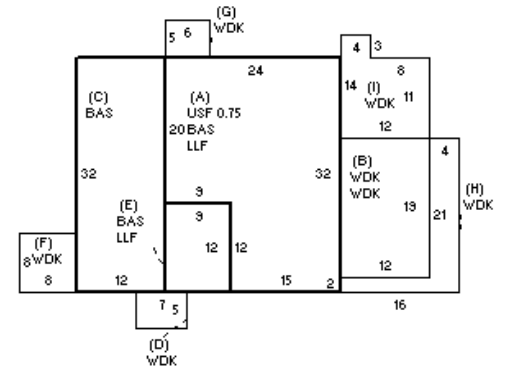 (G)
WDK
5 6
4 3
24
8
(C)
BAS
(A)
USF 0.75
20 BAS
LLF
14 (I)
WDK
11
12
4
32
32
(B)
WDK
WDK
(H)
WDK
9
9
(E)
BAS
LLF
19
21
12
12
(F)
8 WDK
8
12
15
2
12
16
7 5
(D)
WDK